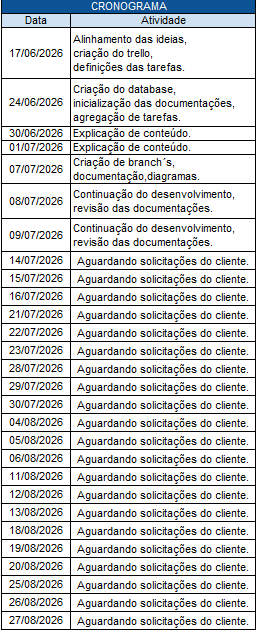 CRONOGRAMA
Data Atividade
17/06/2026 Alinhamento das ideias,
criação do trello,
definições das tarefas.
24/06/2026 Criação do database,
inicialização das documentações,
agregação de tarefas.
30/06/2026 Explicação de conteúdo.
01/07/2026 Explicação de conteúdo.
07/07/2026 Criação de branch´s,
documentação,diagramas.
08/07/2026 Continuação do desenvolvimento,
revisão das documentações.
09/07/2026 Continuação do desenvolvimento,
revisão das documentações.
14/07/2026 Aguardando solicitações do cliente.
15/07/2026 Aguardando solicitações do cliente.
16/07/2026 Aguardando solicitações do cliente.
21/07/2026 Aguardando solicitações do cliente.
22/07/2026 Aguardando solicitações do cliente.
23/07/2026 Aguardando solicitações do cliente.
28/07/2026 Aguardando solicitações do cliente.
29/07/2026 Aguardando solicitações do cliente.
30/07/2026 Aguardando solicitações do cliente.
04/08/2026 Aguardando solicitações do cliente.
05/08/2026 Aguardando solicitações do cliente.
06/08/2026 Aguardando solicitações do cliente.
11/08/2026 Aguardando solicitações do cliente.
12/08/2026 Aguardando solicitações do cliente.
13/08/2026 Aguardando solicitações do cliente.
18/08/2026 Aguardando solicitações do cliente.
19/08/2026 Aguardando solicitações do cliente.
20/08/2026 Aguardando solicitações do cliente.
25/08/2026 Aguardando solicitações do cliente.
26/08/2026 Aguardando solicitações do cliente.
27/08/2026 Aguardando solicitações do cliente.